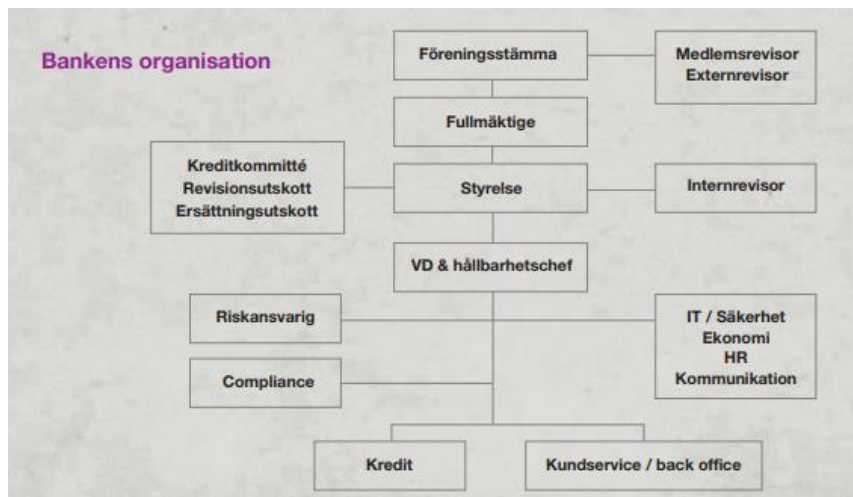 Bankens organisation
Föreningsstämma
Medlemsrevisor
Externrevisor
Fullmäktige
Kreditkommitté
Revisionsutskott
Ersättningsutskott
Styrelse
Internrevisor
VD & hållbarhetschef
Riskansvarig
IT / Säkerhet
Ekonomi
HR
Kommunikation
Compliance
Kredit
Kundservice / back office